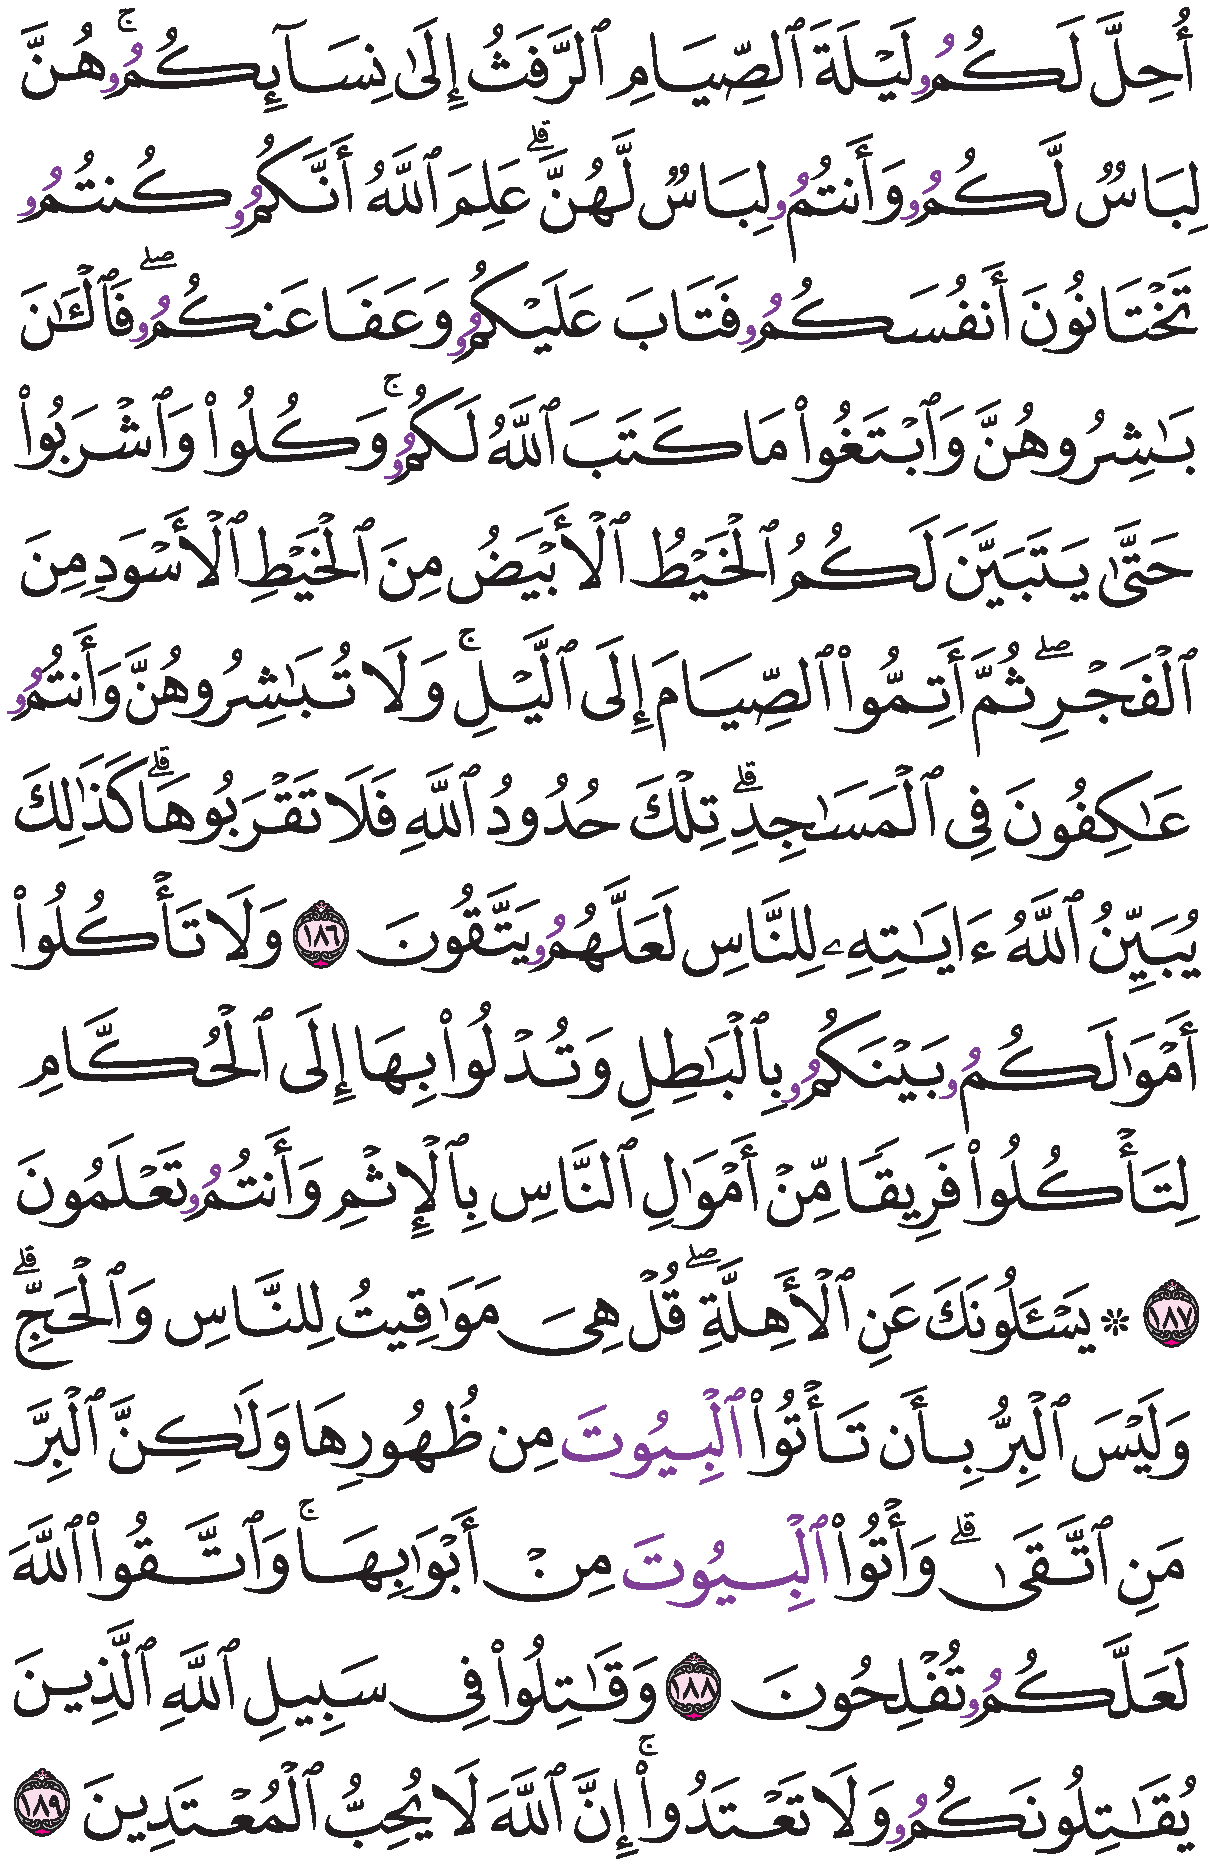 أُحِلَّ لَكُمُۥ لَيْلَةَ ٱلصِّيَامِ ٱلرَّفَثُ إِلَىٰ نِسَآئِكُمُۥۚ هُنَّ
لِبَاسٌ لَّكُمُۥ وَأَنتُمُۥ لِبَاسٌ لَّهُنَّۗ عَلِمَ ٱللَّهُ أَنَّكُمُۥ كُنتُمُۥ
تَخْتَانُونَ أَنفُسَكُمُۥ فَتَابَ عَلَيْكُمُۥ وَعَفَا عَنكُمُۥۖ فَٱلْـَٰٔنَ
بَـٰشِرُوهُنَّ وَٱبْتَغُوا۟ مَا كَتَبَ ٱللَّهُ لَكُمُۥۚ وَكُلُوا۟ وَٱشْرَبُوا۟
حَتَّىٰ يَتَبَيَّنَ لَكُمُ ٱلْخَيْطُ ٱلْأَبْيَضُ مِنَ ٱلْخَيْطِ ٱلْأَسْوَدِ مِنَ
ٱلْفَجْرِۖ ثُمَّ أَتِمُّوا۟ ٱلصِّيَامَ إِلَى ٱلَّيْلِۚ وَلَا تُبَـٰشِرُوهُنَّ وَأَنتُمُۥ
عَـٰكِفُونَ فِى ٱلْمَسَـٰجِدِۗ تِلْكَ حُدُودُ ٱللَّهِ فَلَا تَقْرَبُوهَاۗ كَذَٰلِكَ
يُبَيِّنُ ٱللَّهُ ءَايَـٰتِهِۦ لِلنَّاسِ لَعَلَّهُمُۥ يَتَّقُونَ ١٨٦ وَلَا تَأْكُلُوا۟
أَمْوَٰلَكُمُۥ بَيْنَكُمُۥ بِٱلْبَـٰطِلِ وَتُدْلُوا۟ بِهَا إِلَى ٱلْحُكَّامِ
لِتَأْكُلُوا۟ فَرِيقًا مِّنْ أَمْوَٰلِ ٱلنَّاسِ بِٱلْإِثْمِ وَأَنتُمُۥ تَعْلَمُونَ
١٨٧ ۞ يَسْـَٔلُونَكَ عَنِ ٱلْأَهِلَّةِۖ قُلْ هِىَ مَوَٰقِيتُ لِلنَّاسِ وَٱلْحَجِّۗ
وَلَيْسَ ٱلْبِرُّ بِأَن تَأْتُوا۟ ٱلْبِيُوتَ مِن ظُهُورِهَا وَلَـٰكِنَّ ٱلْبِرَّ
مَنِ ٱتَّقَىٰۗ وَأْتُوا۟ ٱلْبِيُوتَ مِنْ أَبْوَٰبِهَاۚ وَٱتَّقُوا۟ ٱللَّهَ
لَعَلَّكُمُۥ تُفْلِحُونَ ١٨٨ وَقَـٰتِلُوا۟ فِى سَبِيلِ ٱللَّهِ ٱلَّذِينَ
يُقَـٰتِلُونَكُمُۥ وَلَا تَعْتَدُوٓا۟ۚ إِنَّ ٱللَّهَ لَا يُحِبُّ ٱلْمُعْتَدِينَ ١٨٩